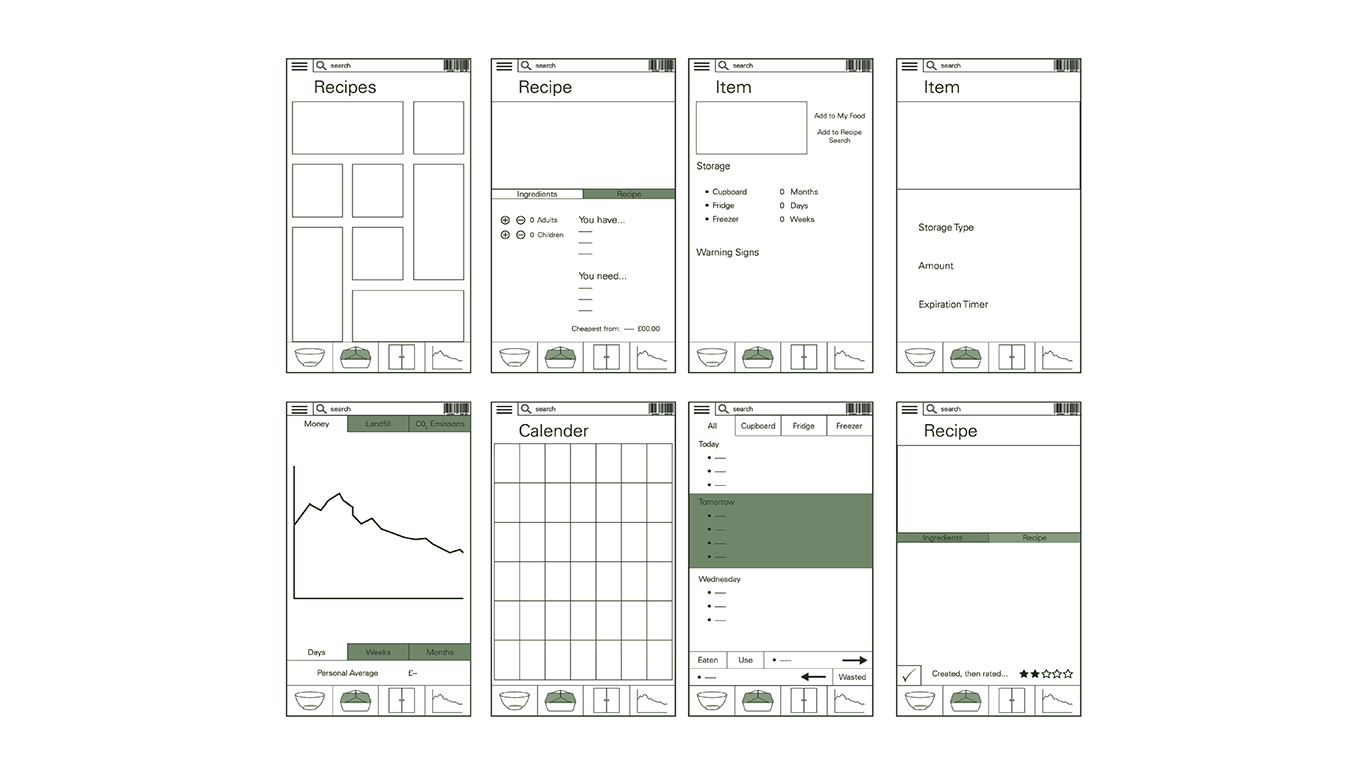 search
Recipes
search
Recipe
Ingredients
Recipe
0 Adults
0 Children
You have...
You need...
Cheapest from: — £00.00
search
Item
Add to My Food
Add to Recipe
Search
Storage
• Cupboard 0 Months
• Fridge 0 Days
• Freezer 0 Weeks
Warning Signs
search
Item
Storage Type
Amount
Expiration Timer
search
Money Landfill CO₂ Emissons
Days Weeks Months
Personal Average £–
search
Calender
search
All Cupboard Fridge Freezer
Today
Tomorrow
Wednesday
Eaten Use
Wasted
search
Recipe
Ingredients Recipe
Created, then rated...